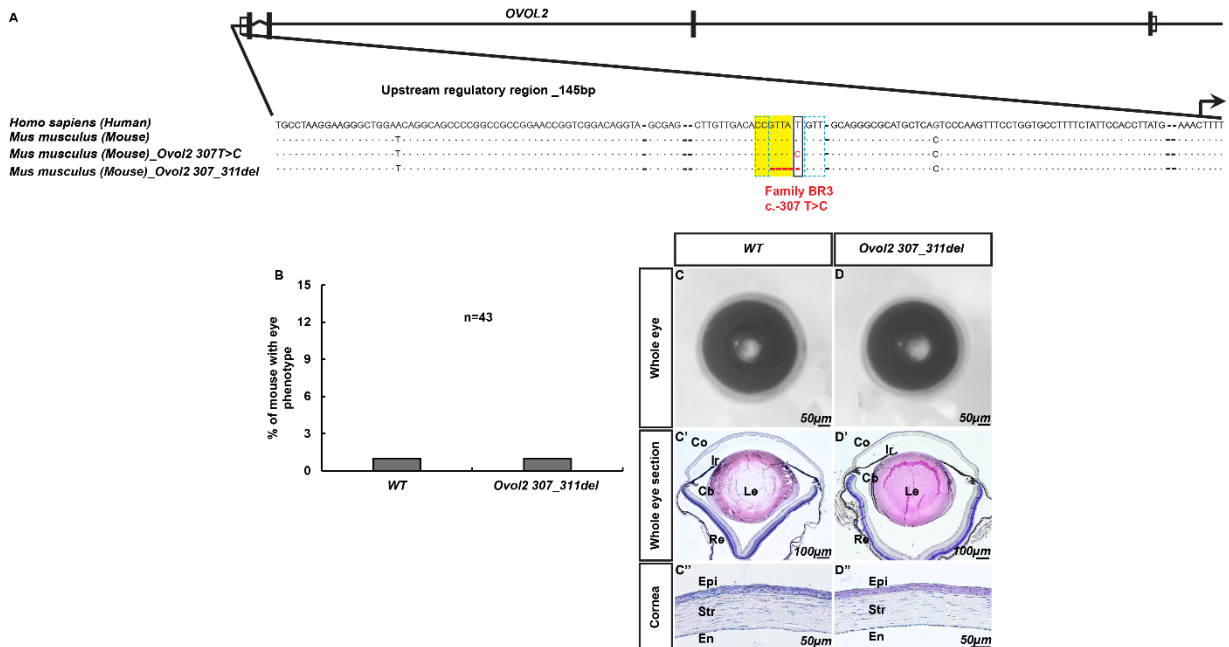 A
OVOL2
Upstream regulatory region _145bp
Homo sapiens (Human) TGCCTAAGGAAGGGCTGGAACAGGCAGCCCCGGCCGCCGGAACCGGTCGGACAGGTA-GCGAG--CTTGTTGACACCGTTATGTT-GCAGGGCGCATGCTCAGTCCCAAGTTTCCTGGTGCCTTTTCTATTCCACCTTATG-AAACTTTT
Mus musculus (Mouse) T C
Mus musculus (Mouse)_Ovol2 307T>C T C C
Mus musculus (Mouse)_Ovol2 307_311del T C
Family BR3
c.-307 T>C
B
% of mouse with eye
phenotype
15
12
9
6
3
0
n=43
WT
Ovol2 307_311del
WT
Ovol2 307_311del
Whole eye
C
50µm
D
50µm
Whole eye section
C'
Co
Ir
Cb
Le
Re
100µm
D'
Co
Ir
Cb
Le
Re
100µm
Cornea
C''
Epi
Str
En
50µm
D''
Epi
Str
En
50µm